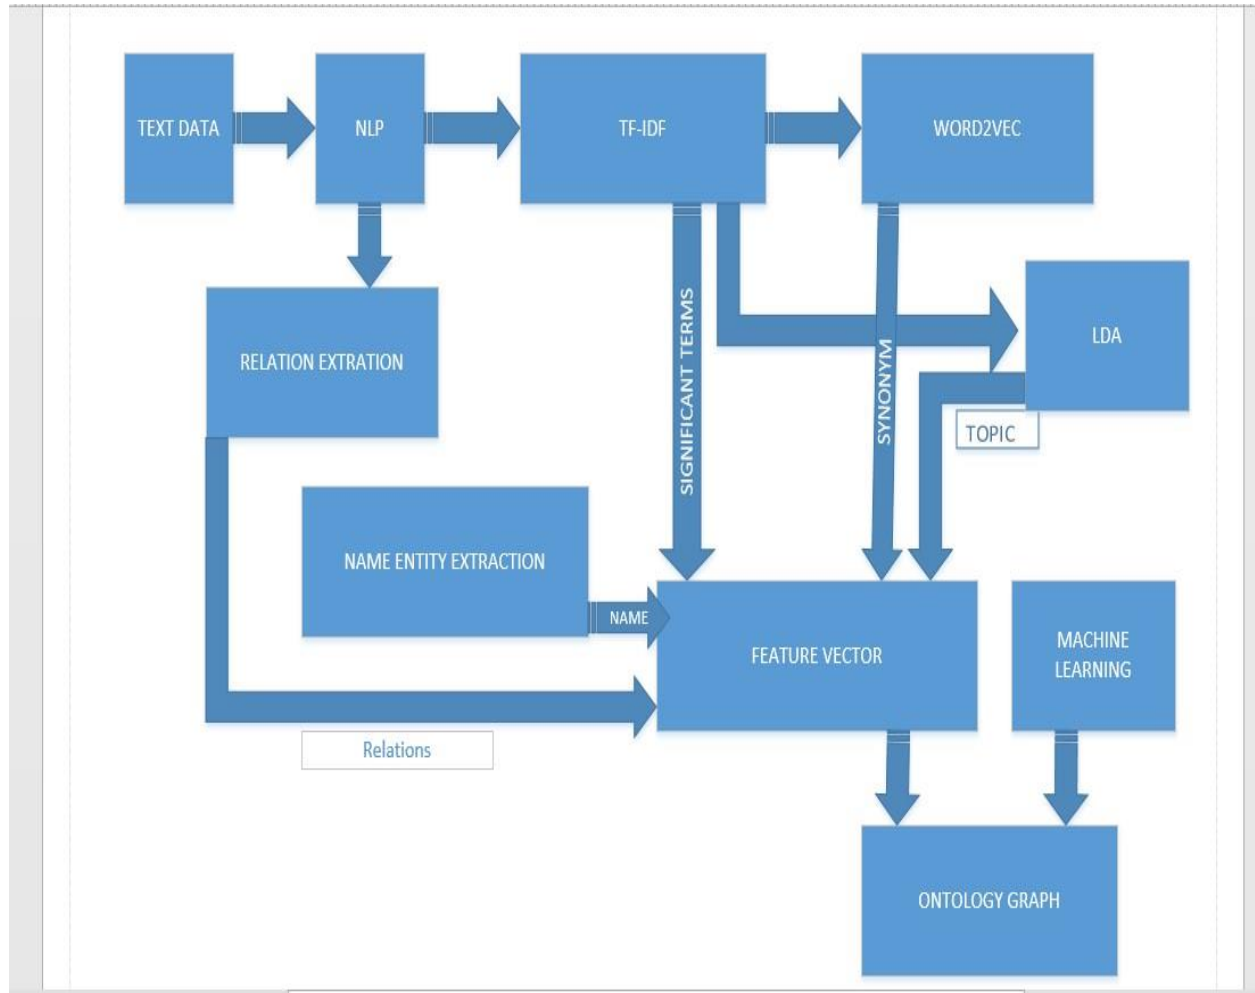 TEXT DATA
NLP
TF-IDF
WORD2VEC
LDA
RELATION EXTRATION
SIGNIFICANT TERMS
SYNONYM
TOPIC
NAME ENTITY EXTRACTION
NAME
FEATURE VECTOR
MACHINE
LEARNING
Relations
ONTOLOGY GRAPH